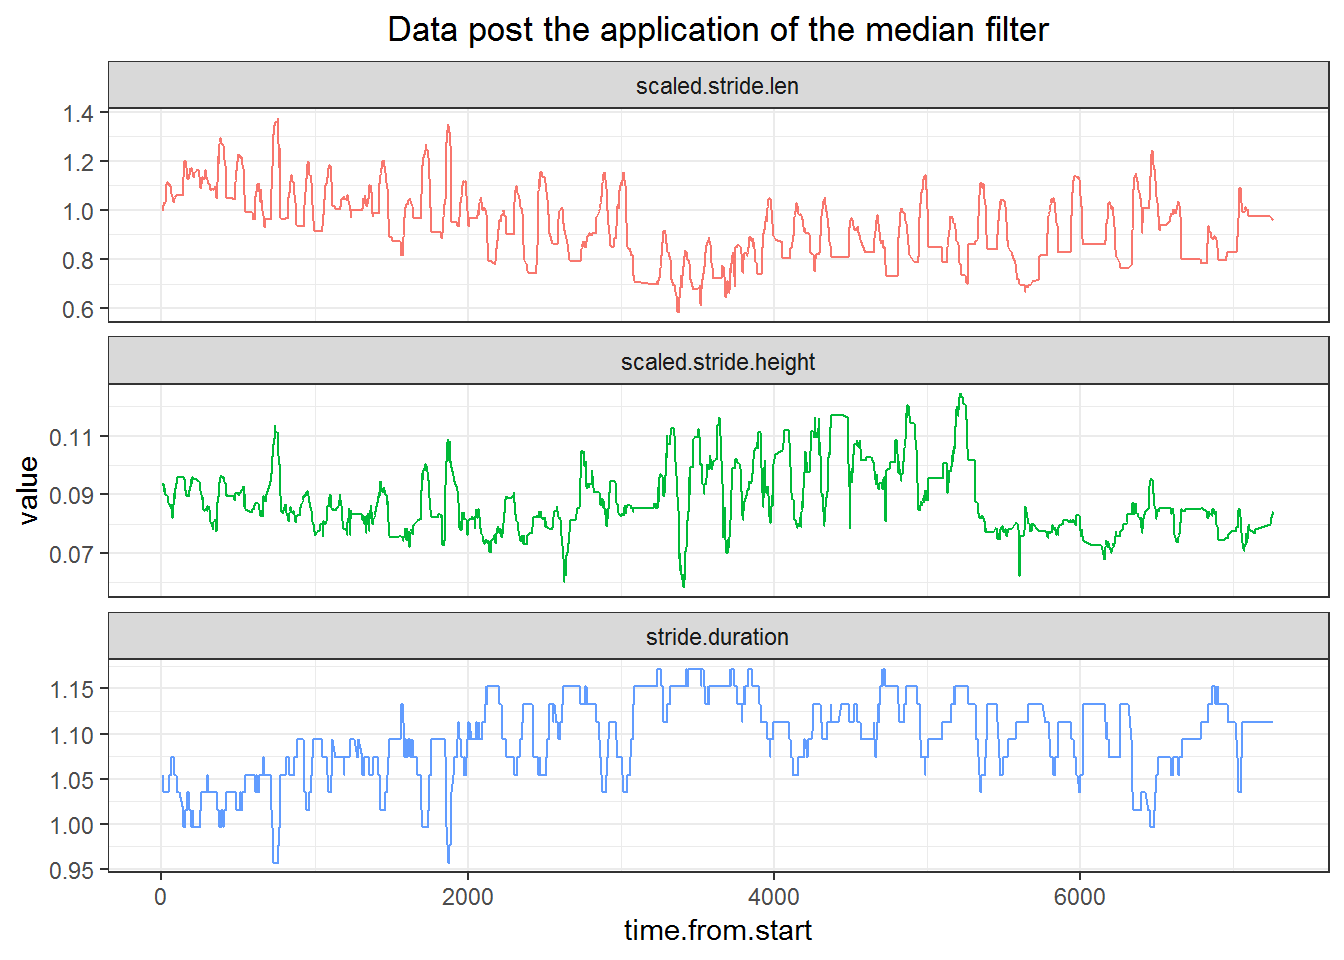 Data post the application of the median filter
scaled.stride.len
1.4
1.2
1.0
0.8
0.6
scaled.stride.height
0.11
0.09
0.07
value
stride.duration
1.15
1.10
1.05
1.00
0.95
0 2000 4000 6000
time.from.start